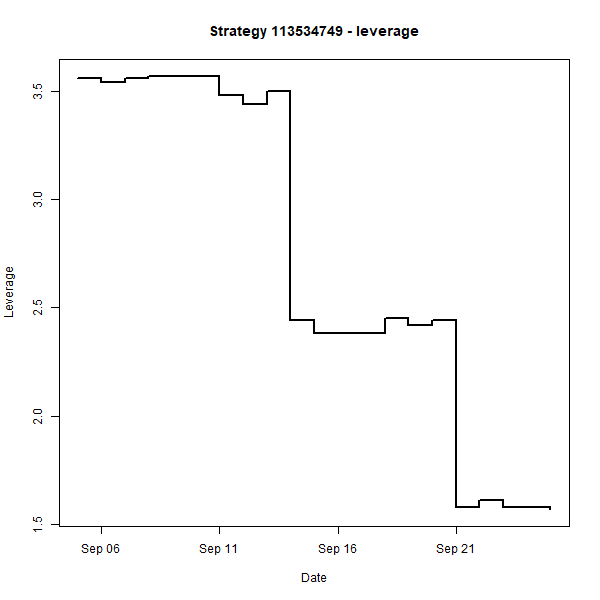 Strategy 113534749 - leverage
Leverage
3.5
3.0
2.5
2.0
1.5
Sep 06
Sep 11
Sep 16
Sep 21
Date